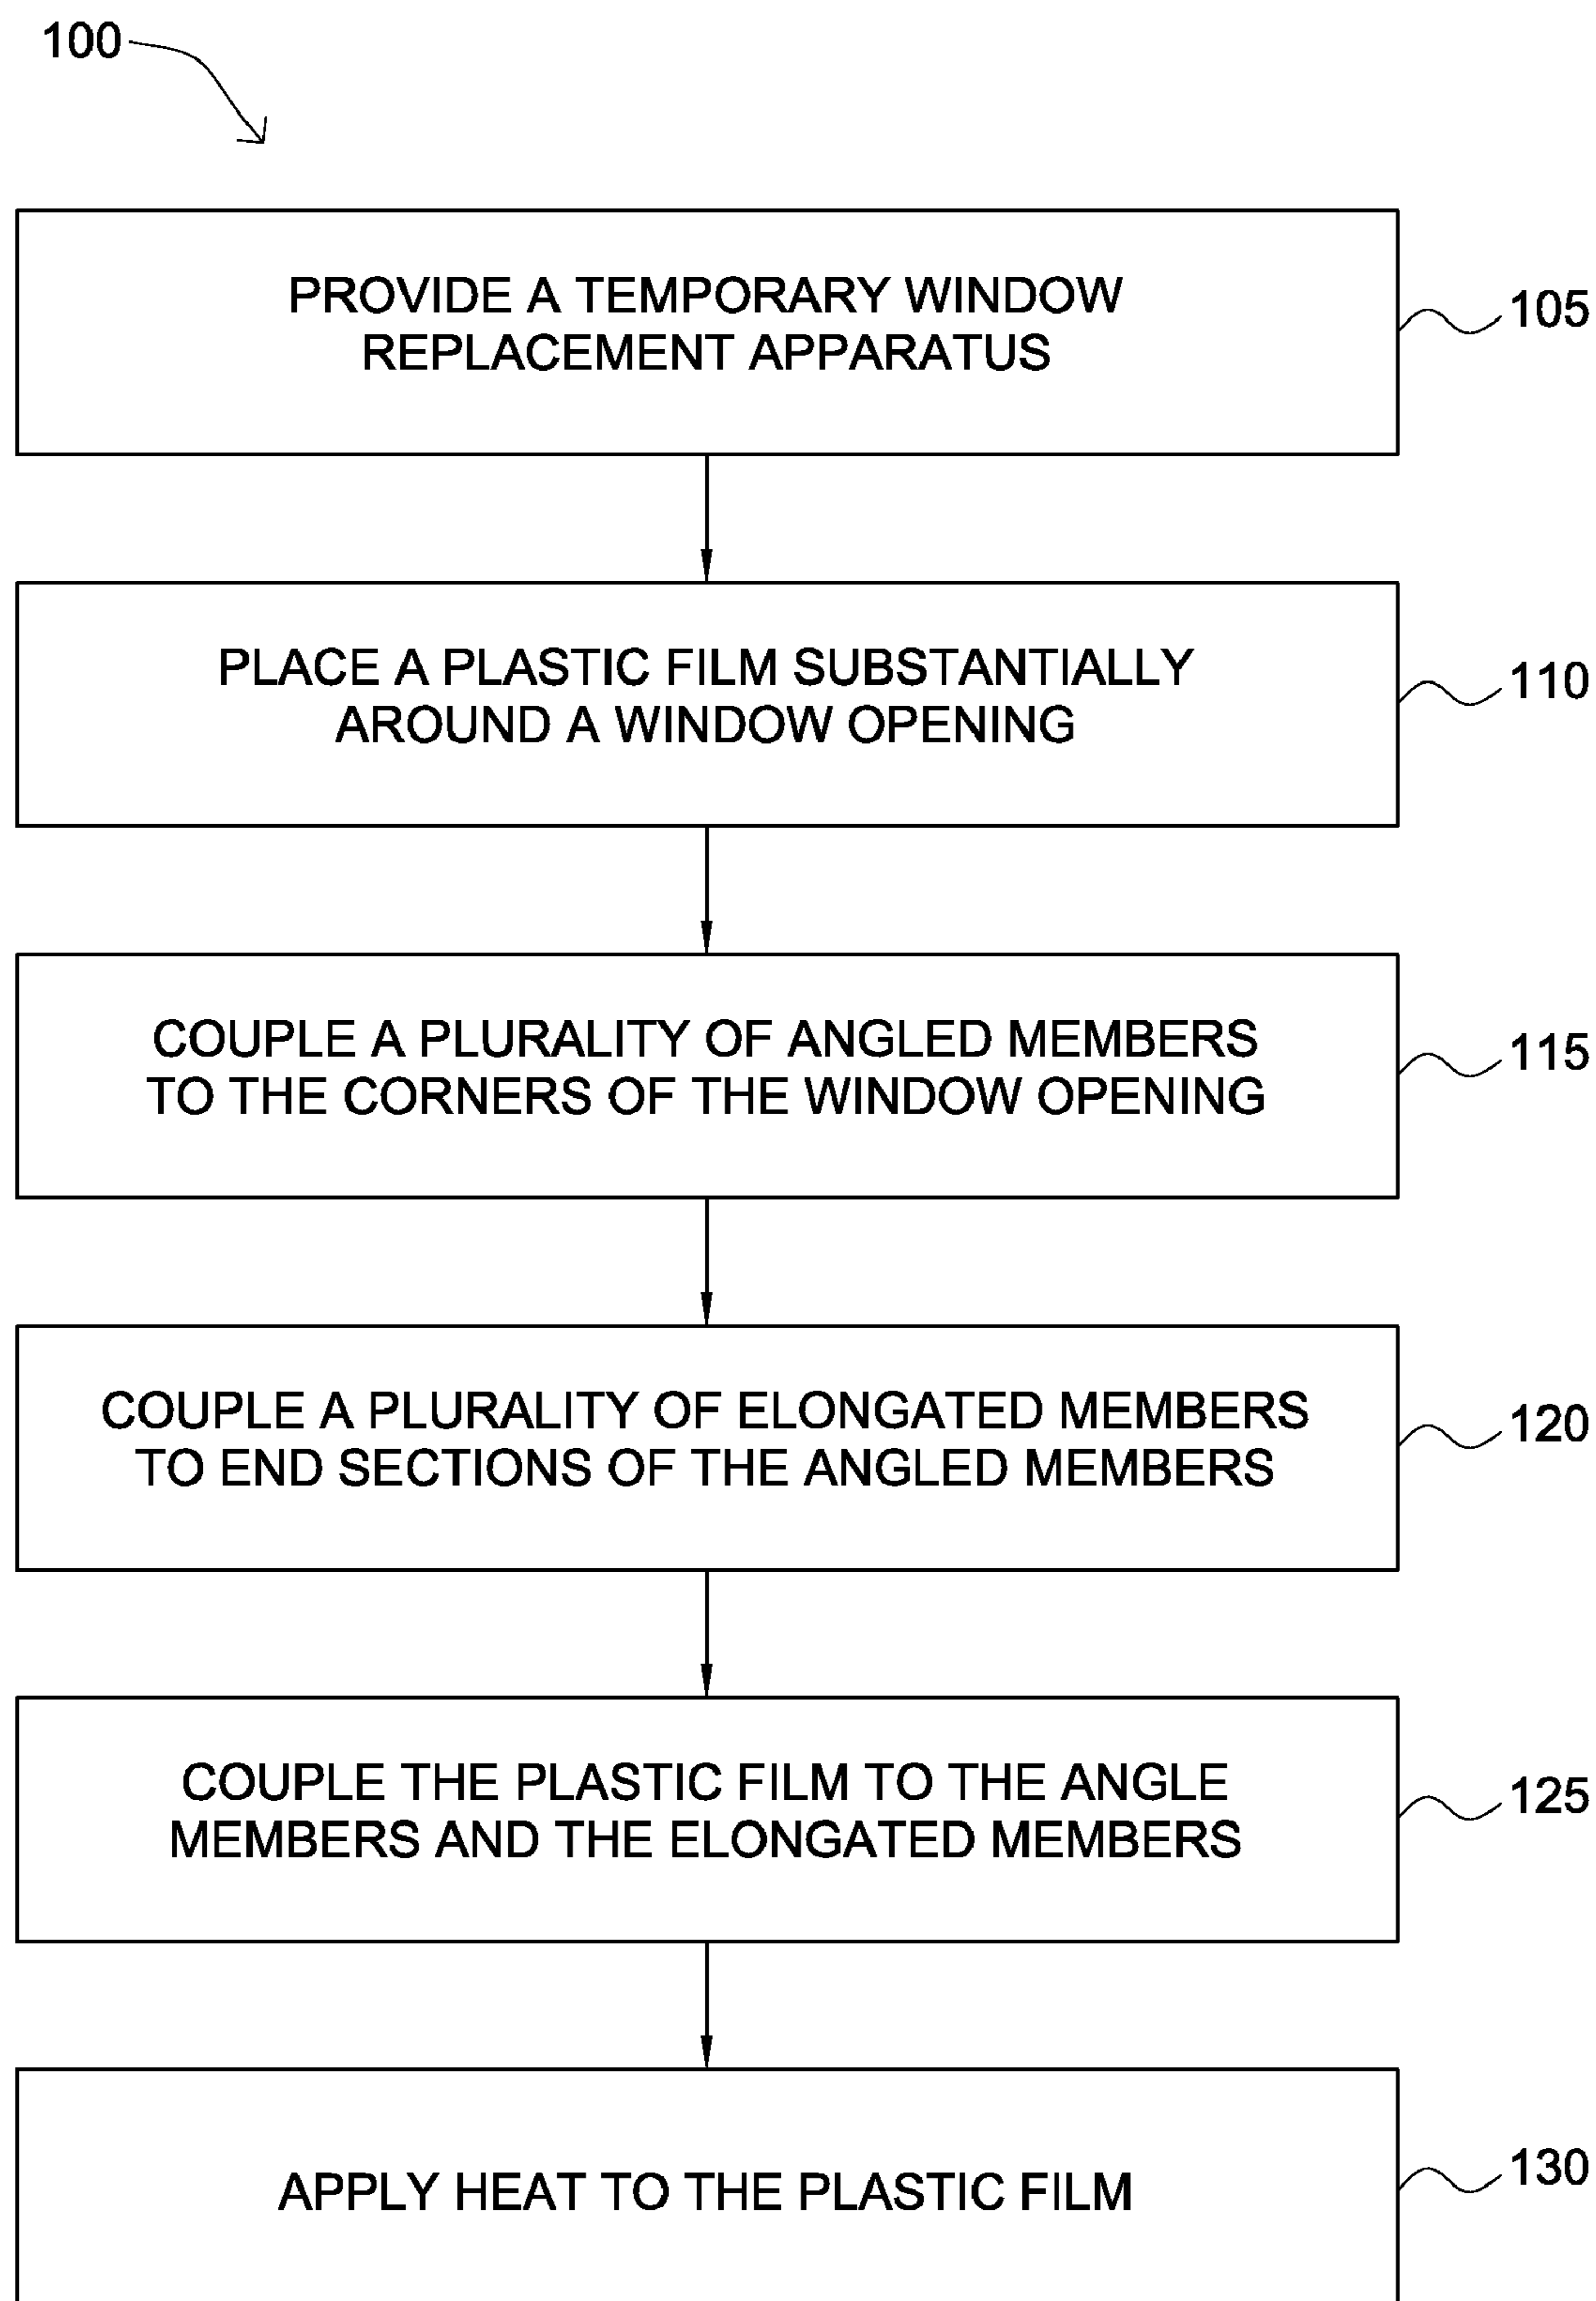 100
PROVIDE A TEMPORARY WINDOW
REPLACEMENT APPARATUS
105
PLACE A PLASTIC FILM SUBSTANTIALLY
AROUND A WINDOW OPENING
110
COUPLE A PLURALITY OF ANGLED MEMBERS
TO THE CORNERS OF THE WINDOW OPENING
115
COUPLE A PLURALITY OF ELONGATED MEMBERS
TO END SECTIONS OF THE ANGLED MEMBERS
120
COUPLE THE PLASTIC FILM TO THE ANGLE
MEMBERS AND THE ELONGATED MEMBERS
125
APPLY HEAT TO THE PLASTIC FILM
130